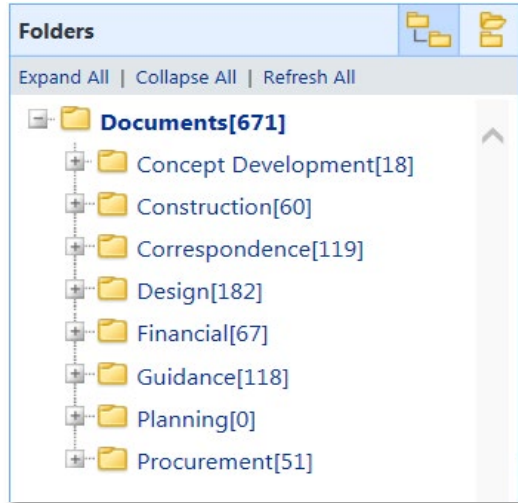 Folders
Expand All | Collapse All | Refresh All
Documents[671]
Concept Development[18]
Construction[60]
Correspondence[119]
Design[182]
Financial[67]
Guidance[118]
Planning[0]
Procurement[51]